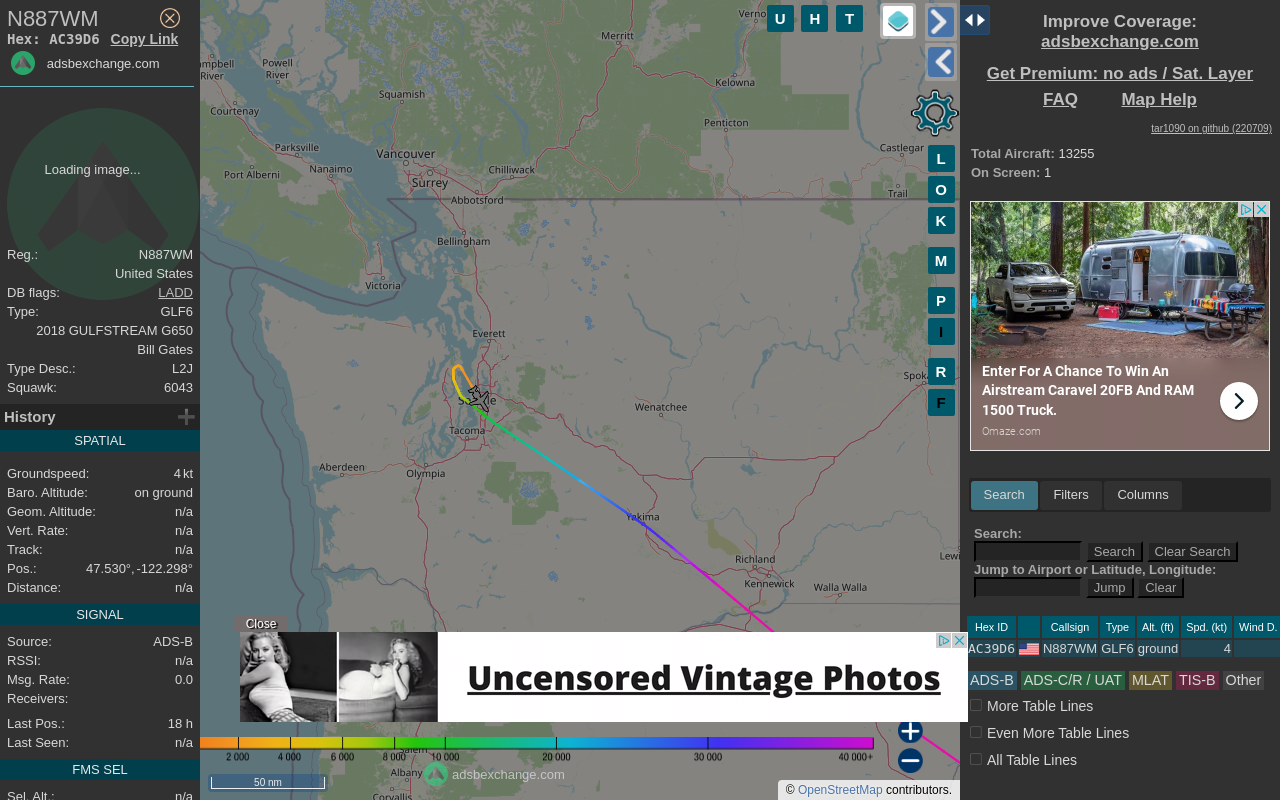 N887WM
Hex: AC39D6 Copy Link
adsbexchange.com
Loading image...
Reg.: N887WM
United States
DB flags: LADD
Type: GLF6
2018 GULFSTREAM G650
Bill Gates
Type Desc.: L2J
Squawk: 6043
History
SPATIAL
Groundspeed: 4 kt
Baro. Altitude: on ground
Geom. Altitude: n/a
Vert. Rate: n/a
Track: n/a
Pos.: 47.530°, -122.298°
Distance: n/a
SIGNAL
Source: ADS-B
RSSI: n/a
Msg. Rate: 0.0
Receivers:
Last Pos.: 18 h
Last Seen: n/a
FMS SEL
Sel. Alt.: n/a
U H T
L
O
K
M
P
I
R
F
Merritt
Powell
River
River
Squamish
Kelowna
Courtenay
Penticton
Parksville
Vancouver
Castlegar
Port Alberni
Nanaimo
Surrey
Chilliwack
Trail
Abbotsford
Bellingham
Victoria
Everett
Wenatchee
Tacoma
Aberdeen
Olympia
Yakima
Richland
Kennewick
Walla Walla
Albany
Corvallis
Close
Uncensored Vintage Photos
2 000 4 000 6 000 8 000 10 000 20 000 30 000 40 000+
adsbexchange.com
50 nm
© OpenStreetMap contributors.
Improve Coverage:
adsbexchange.com
Get Premium: no ads / Sat. Layer
FAQ Map Help
tar1090 on github (220709)
Total Aircraft: 13255
On Screen: 1
Enter For A Chance To Win An
Airstream Caravel 20FB And RAM
1500 Truck.
Omaze.com
Search Filters Columns
Search:
Search Clear Search
Jump to Airport or Latitude, Longitude:
Jump Clear
Hex ID Callsign Type Alt. (ft) Spd. (kt) Wind D.
AC39D6 N887WM GLF6 ground 4
ADS-B ADS-C/R / UAT MLAT TIS-B Other
More Table Lines
Even More Table Lines
All Table Lines